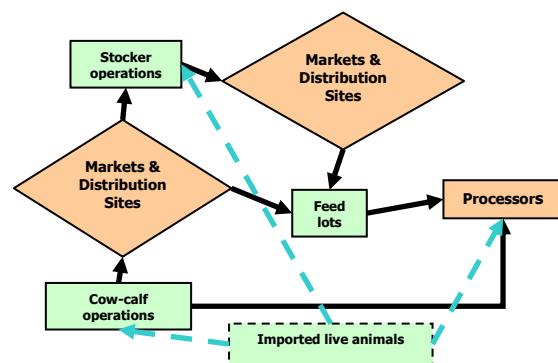 Stocker
operations
Markets &
Distribution
Sites
Markets &
Distribution
Sites
Feed
lots
Processors
Cow-calf
operations
Imported live animals